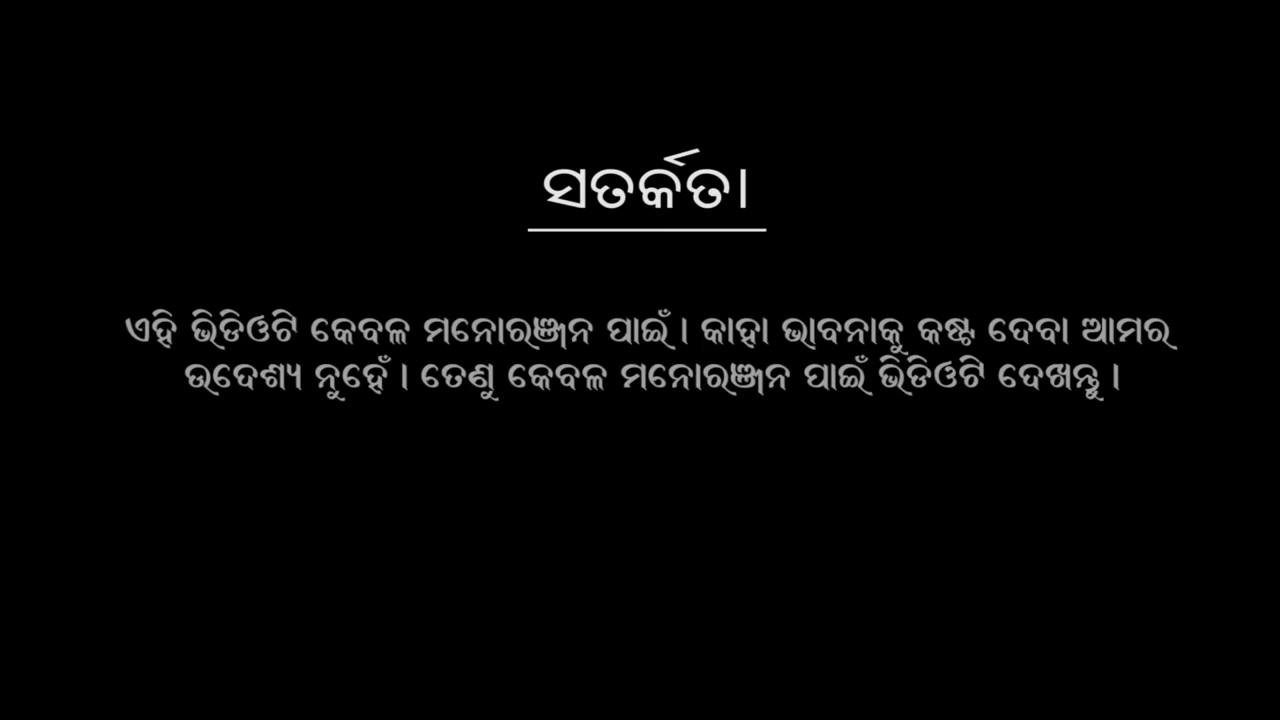 ସତର୍କତା
ଏହି ଭିଡିଓଟି କେବଳ ମନୋରଞ୍ଜନ ପାଇଁ । କାହା ଭାବନାକୁ କଷ୍ଟ ଦେବା ଆମର
ଉଦେଶ୍ୟ ନୁହେଁ । ତେଣୁ କେବଳ ମନୋରଞ୍ଜନ ପାଇଁ ଭିଡିଓଟି ଦେଖନ୍ତୁ ।